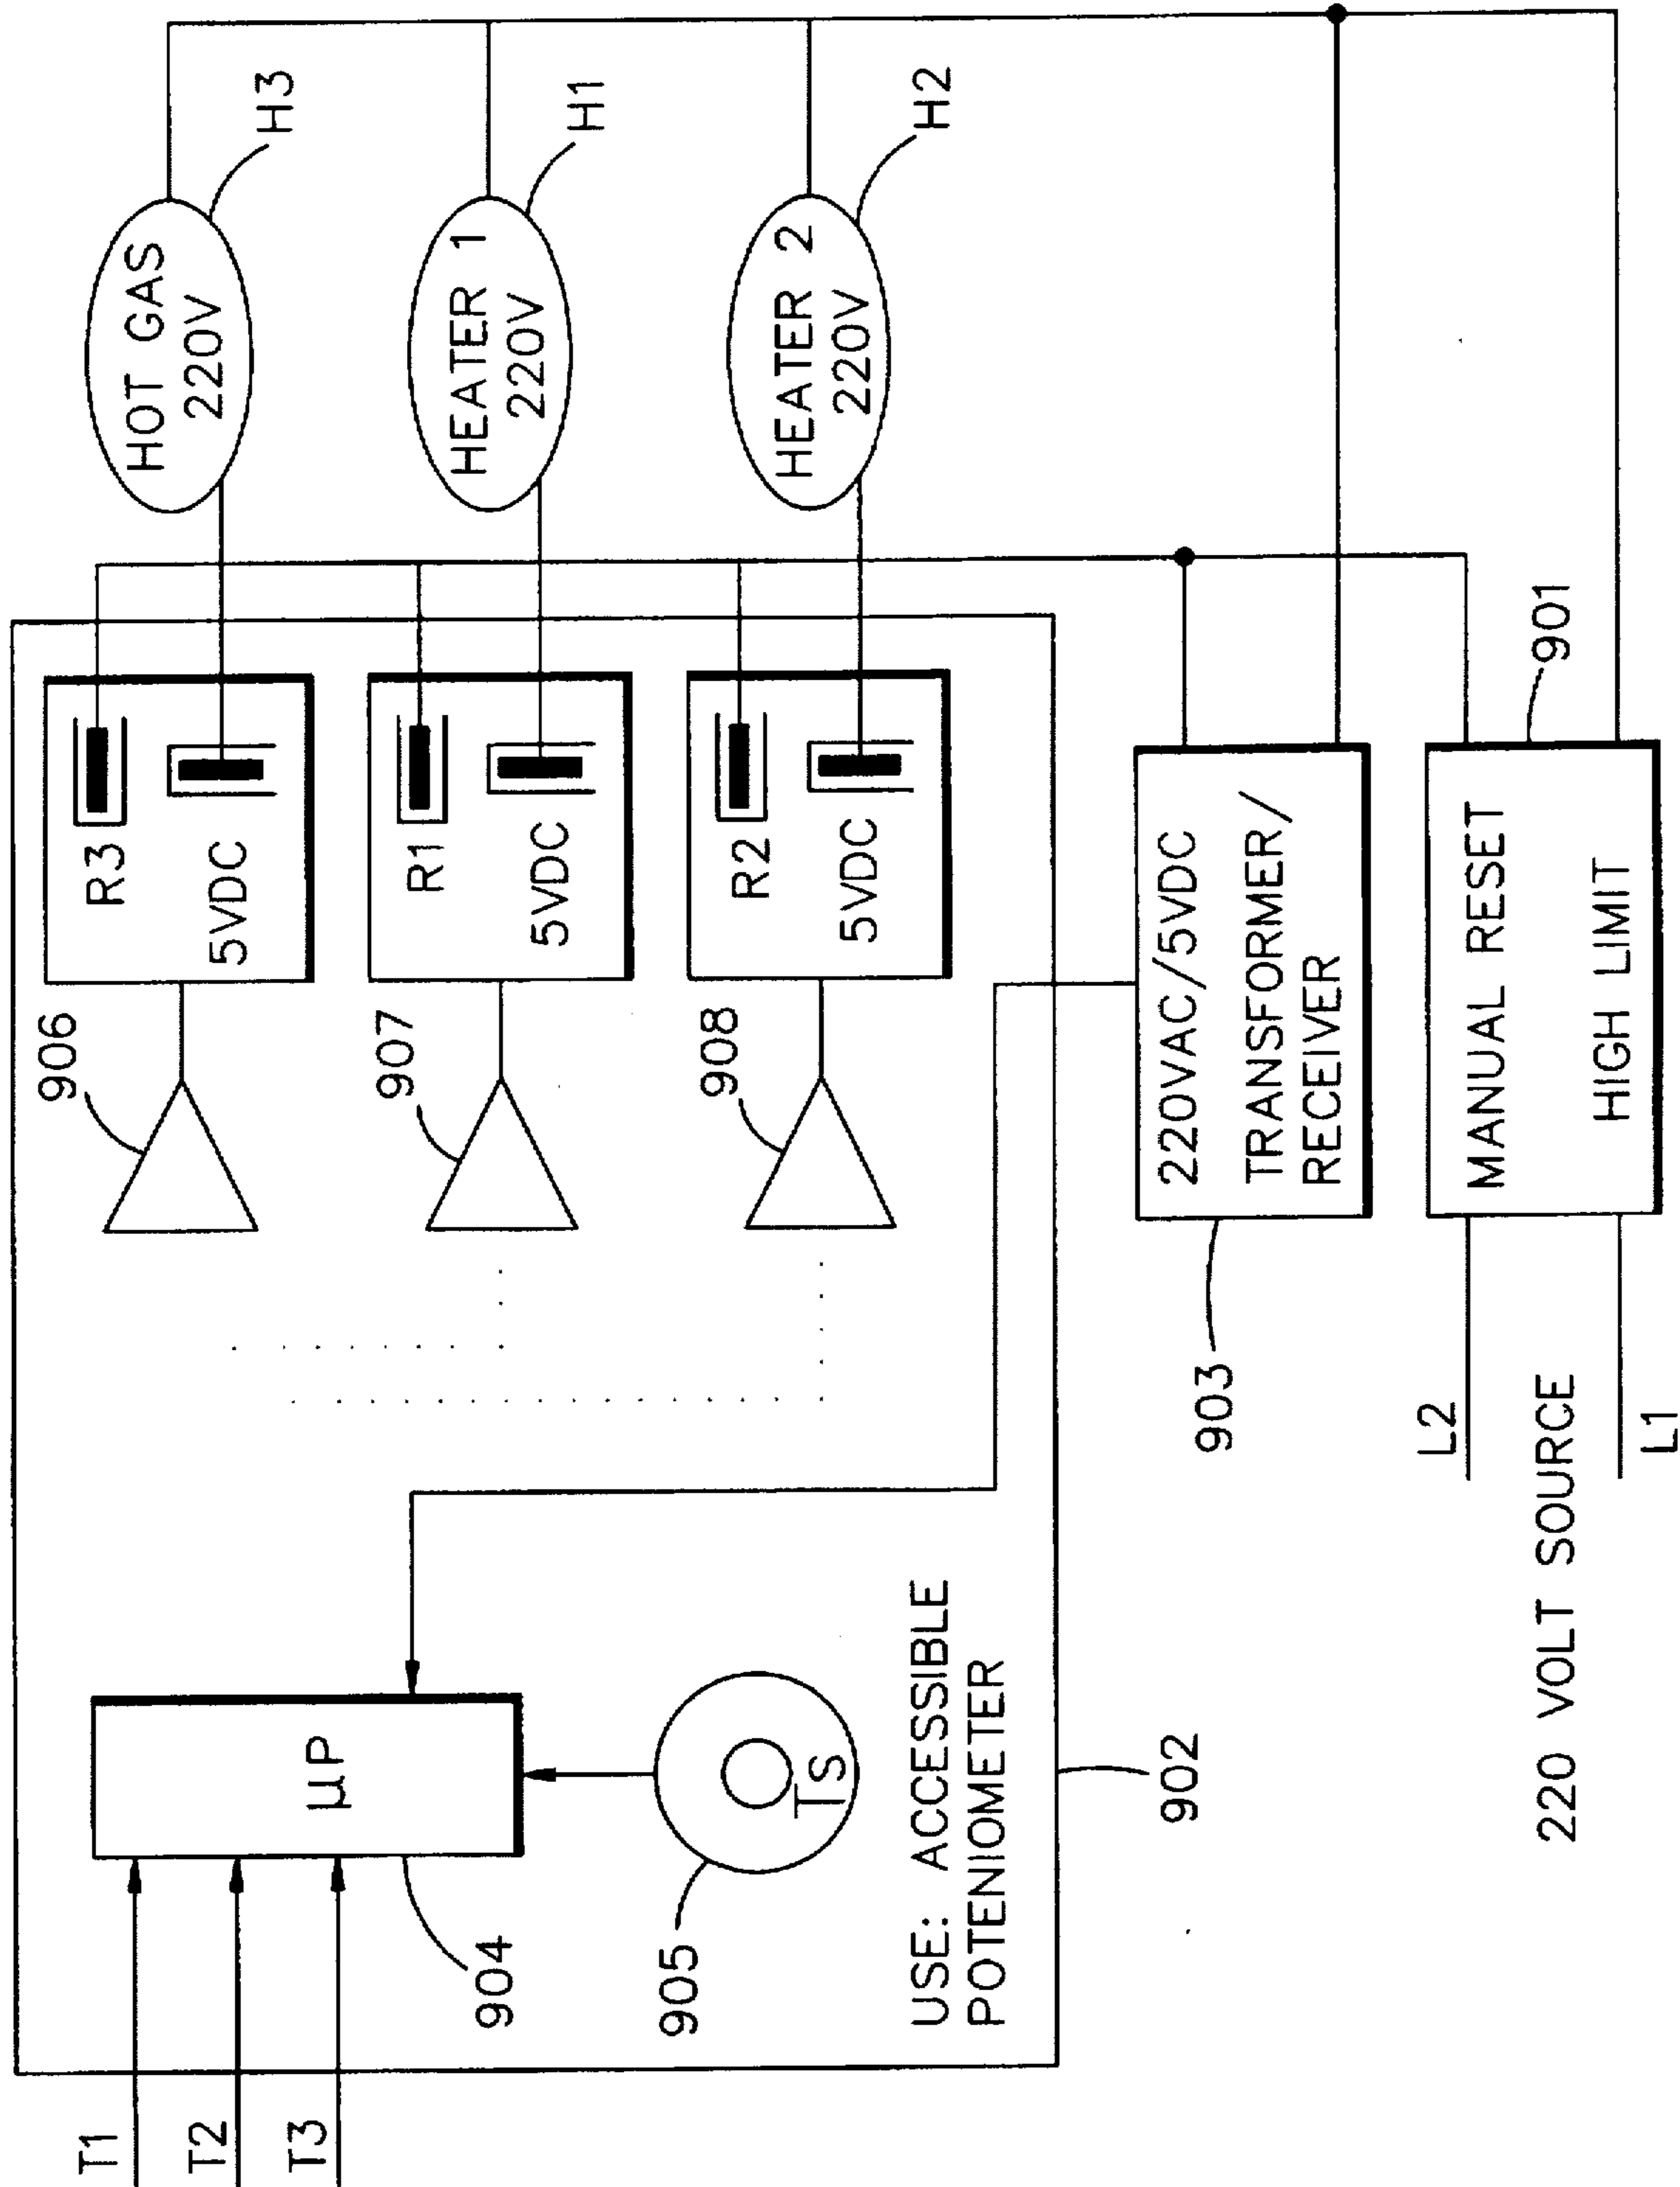 T1
T2
T3
µP
904
905
TS
USE: ACCESSIBLE
POTENIOMETER
902
906
907
908
R3
5VDC
R1
5VDC
R2
5VDC
HOT GAS
220V
H3
HEATER 1
220V
H1
HEATER 2
220V
H2
903
220VAC/5VDC
TRANSFORMER/
RECEIVER
901
MANUAL RESET
HIGH LIMIT
L2
220 VOLT SOURCE
L1